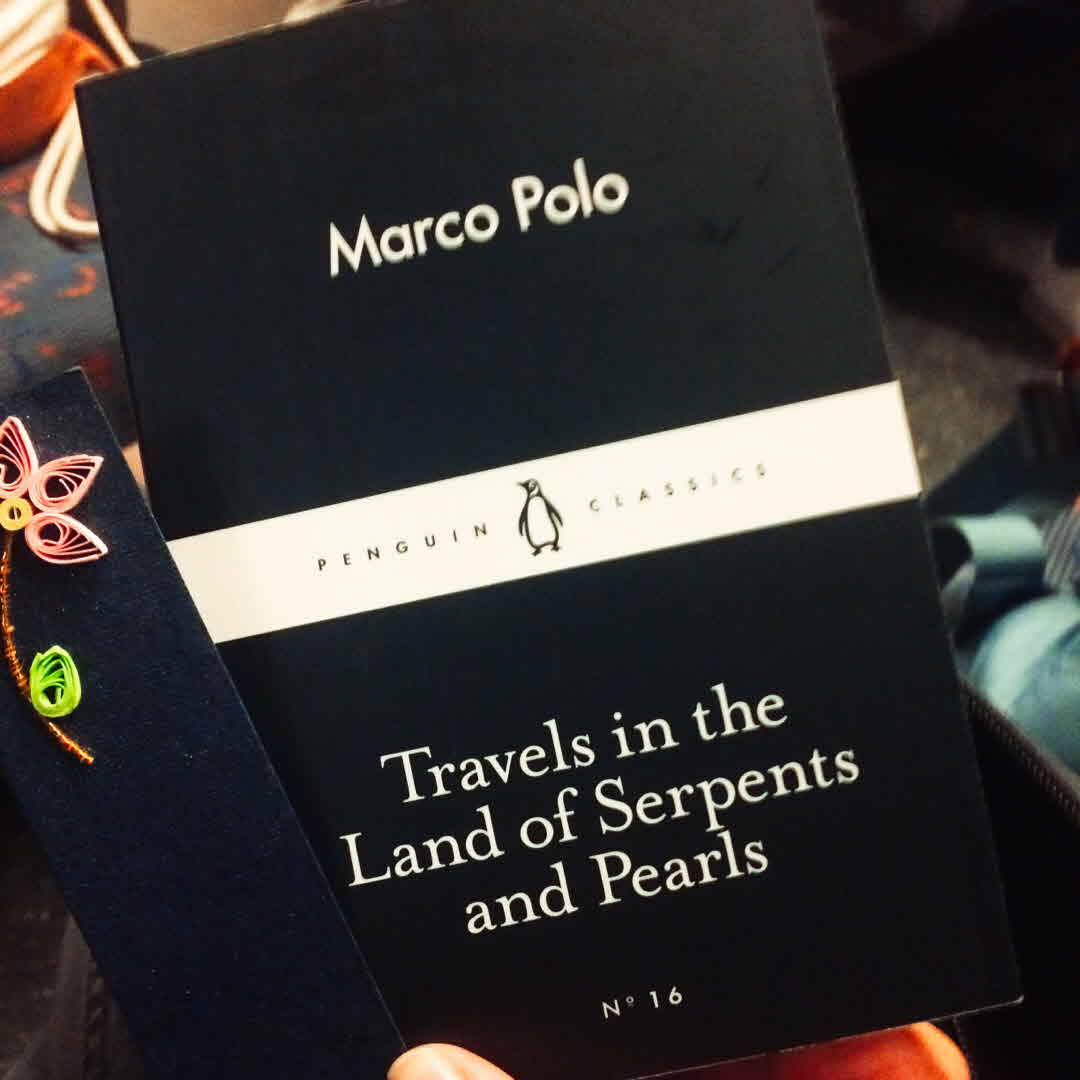 Marco Polo
PENGUIN CLASSICS
Travels in the
Land of Serpents
and Pearls
Nº 16